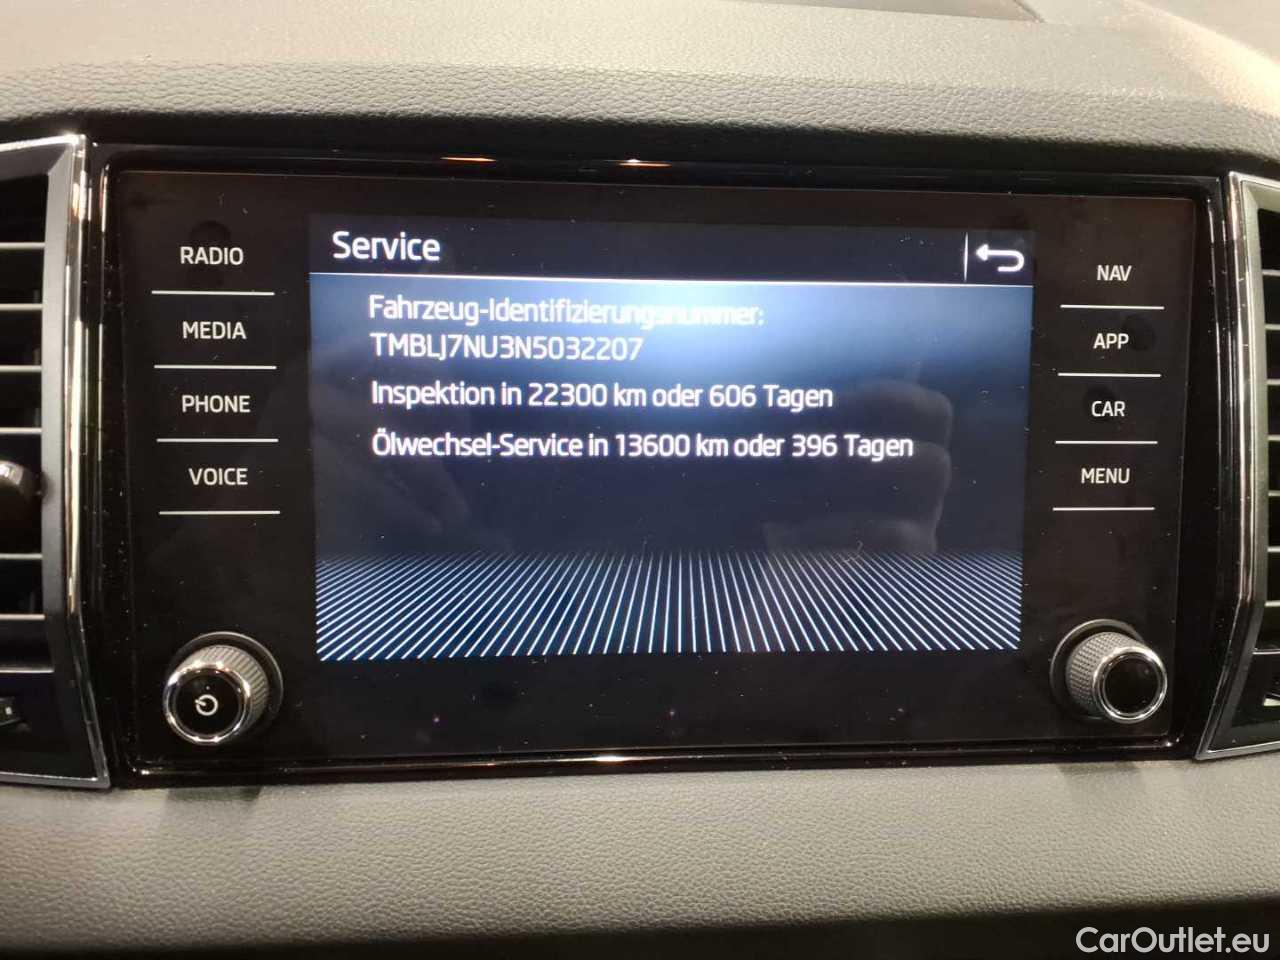 RADIO
MEDIA
PHONE
VOICE
Service
Fahrzeug-Identifizierungsnummer:
TMBLJ7NU3N5032207
Inspektion in 22300 km oder 606 Tagen
Ölwechsel-Service in 13600 km oder 396 Tagen
NAV
APP
CAR
MENU
CarOutlet.eu